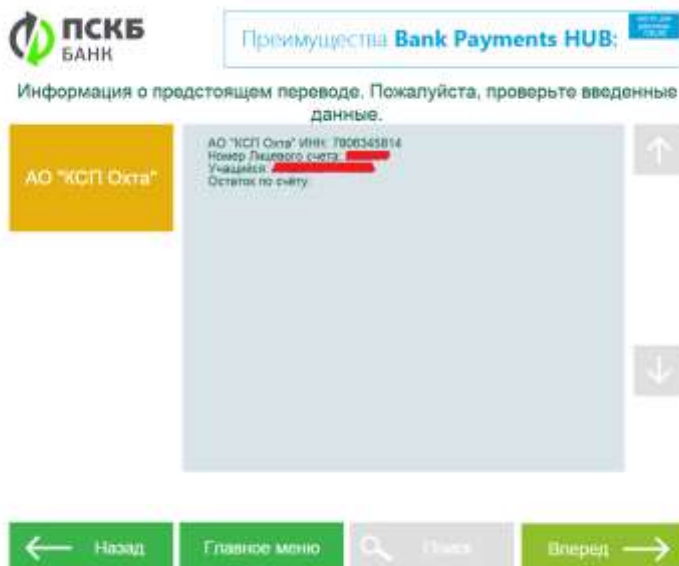 ПСКБ
БАНК
Преимущества Bank Payments HUB:
Информация о предстоящем переводе. Пожалуйста, проверьте введенные
данные.
АО "КСП Охта"
АО "КСП Охта" ИНН: 7806345814
Номер Лицевого счета:
Учащийся:
Остаток по счёту:
Назад
Главное меню
Поиск
Вперед